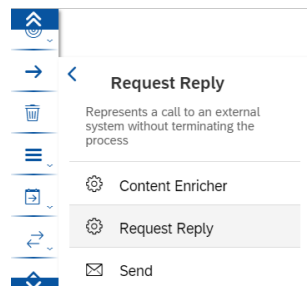 Request Reply
Represents a call to an external
system without terminating the
process
Content Enricher
Request Reply
Send